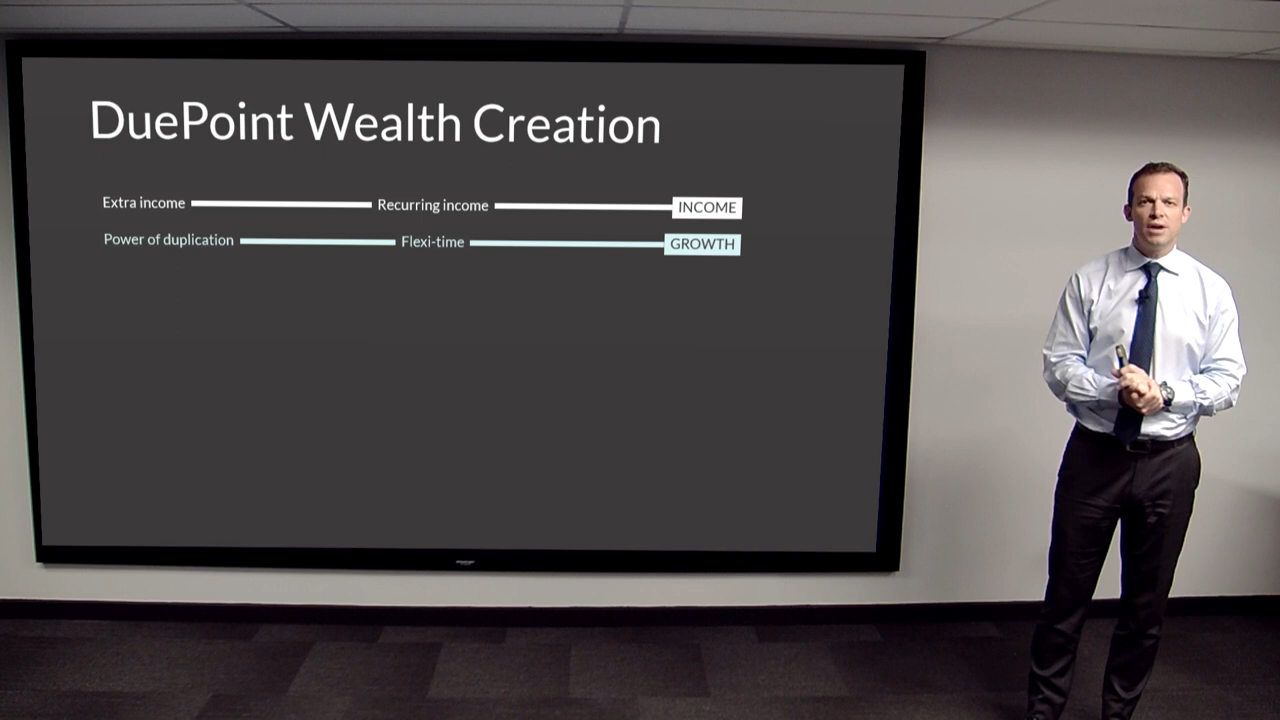 DuePoint Wealth Creation
Extra income Recurring income INCOME
Power of duplication Flexi-time GROWTH